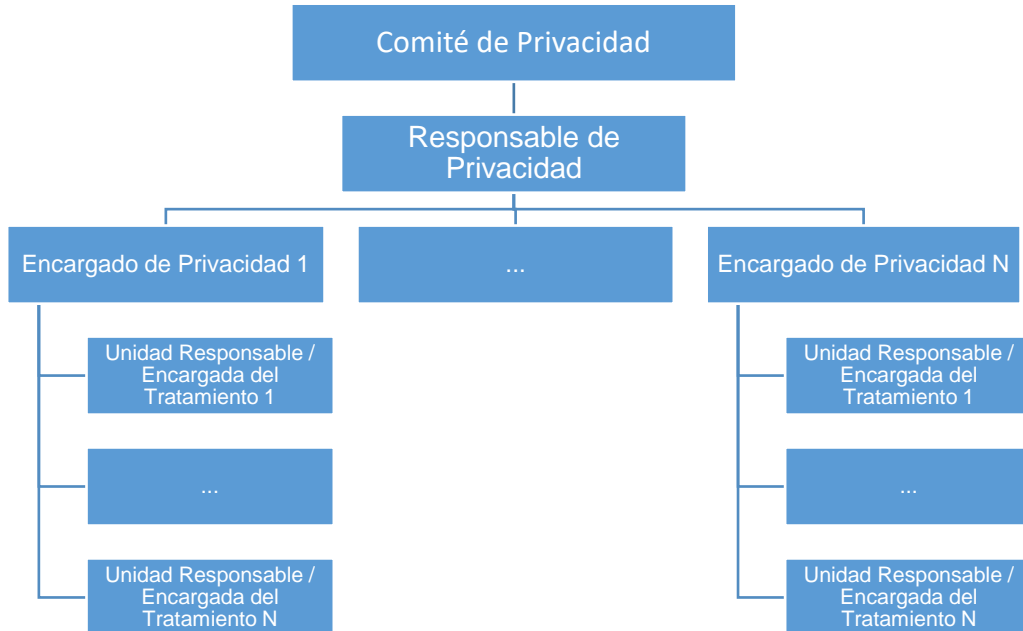 Comité de Privacidad
Responsable de
Privacidad
Encargado de Privacidad 1
...
Encargado de Privacidad N
Unidad Responsable /
Encargada del
Tratamiento 1
...
Unidad Responsable /
Encargada del
Tratamiento N
Unidad Responsable /
Encargada del
Tratamiento 1
...
Unidad Responsable /
Encargada del
Tratamiento N